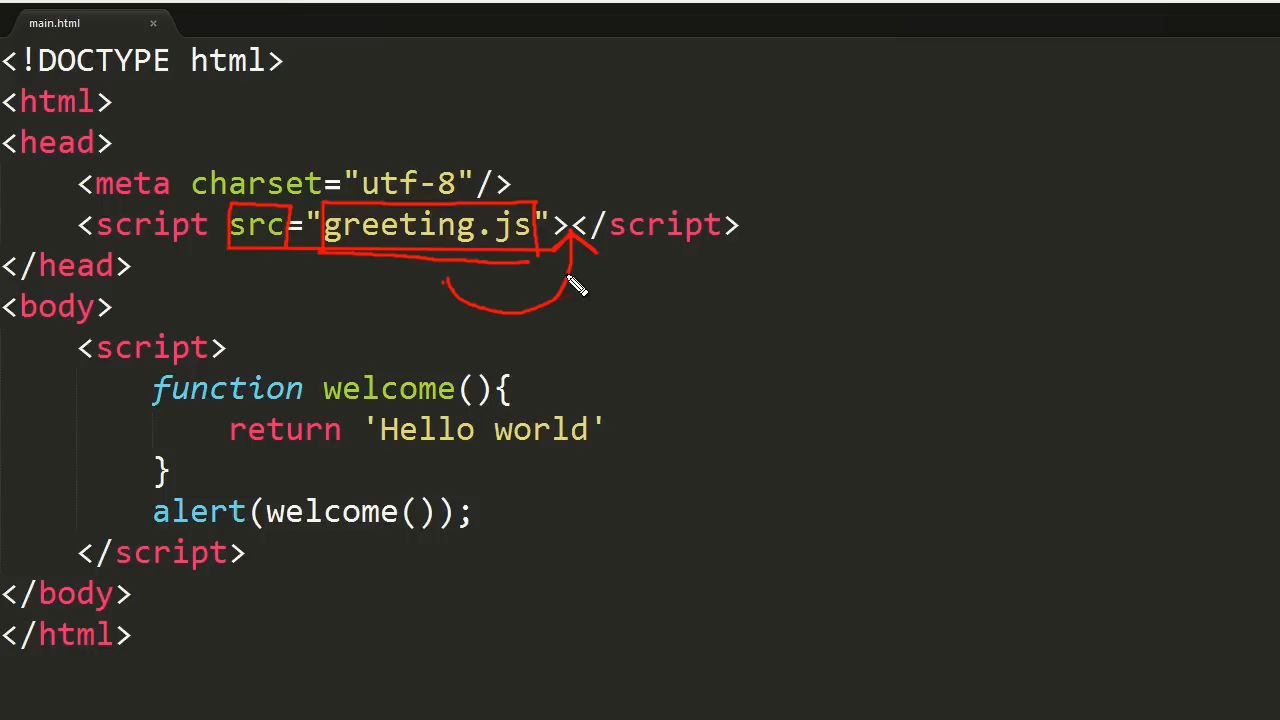 main.html ×
<!DOCTYPE html>
<html>
<head>
    <meta charset="utf-8"/>
    <script src="greeting.js"></script>
</head>
<body>
    <script>
        function welcome(){
            return 'Hello world'
        }
        alert(welcome());
    </script>
</body>
</html>